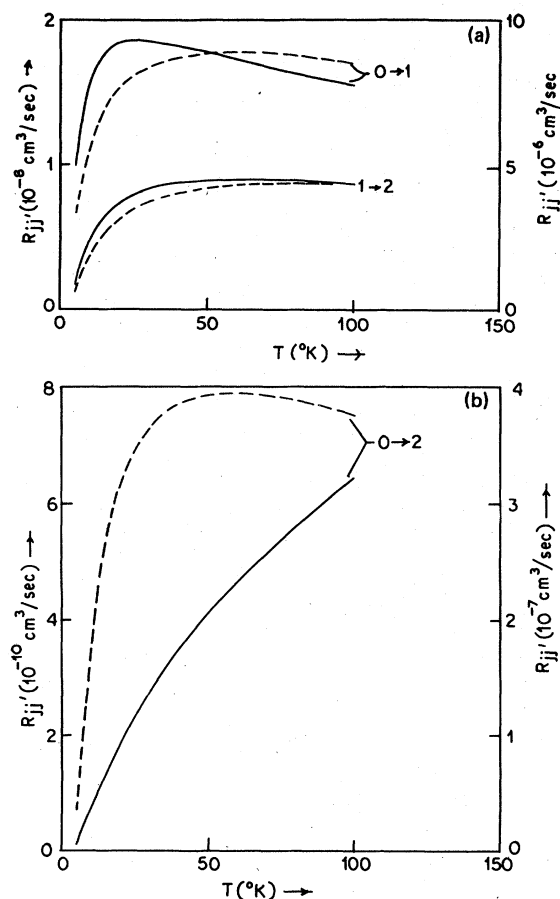 (a)
2
1
0
R_jj' (10^-8 cm^3/sec) →
10
5
0
R_jj' (10^-6 cm^3/sec
0→1
1→2
0 50 100 150
T (°K) →
(b)
8
6
4
2
0
R_jj' (10^-10 cm^3/sec) →
4
3
2
1
0
R_jj' (10^-7 cm^3/sec) →
0→2
0 50 100 150
T (°K) →